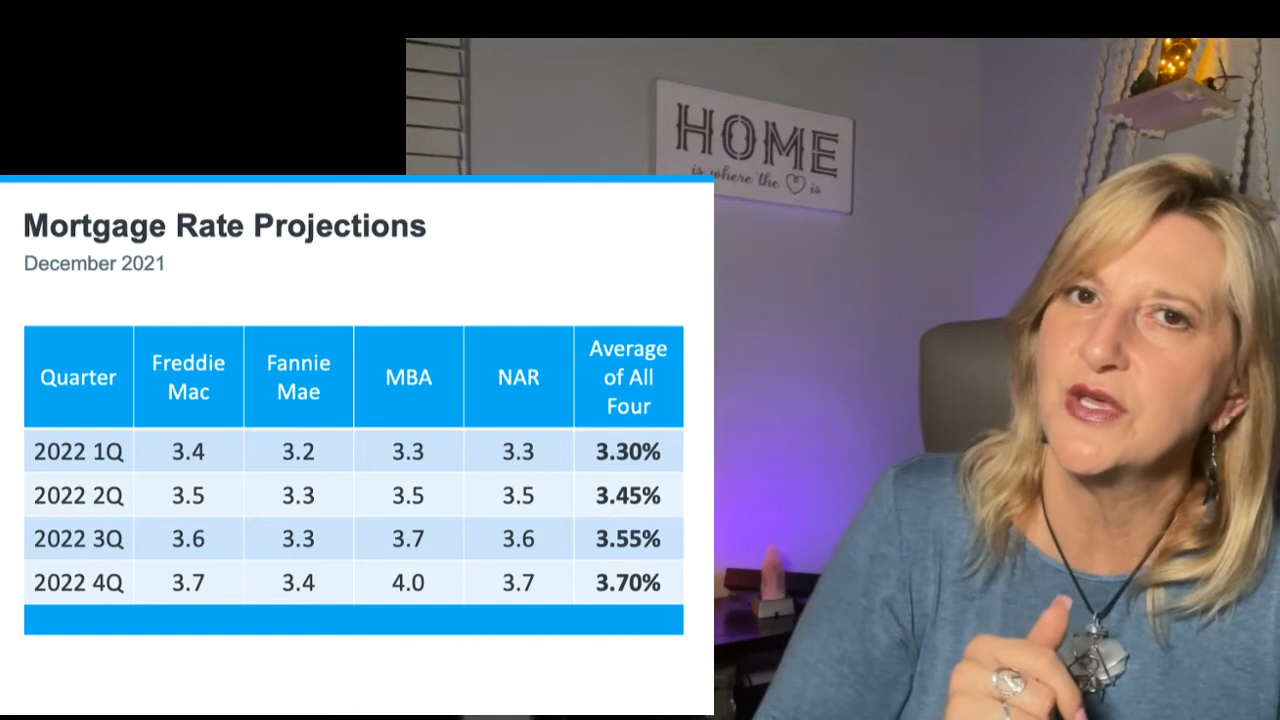 HOME
is where the is
Mortgage Rate Projections
December 2021
Quarter Freddie Mac Fannie Mae MBA NAR Average of All Four
2022 1Q 3.4 3.2 3.3 3.3 3.30%
2022 2Q 3.5 3.3 3.5 3.5 3.45%
2022 3Q 3.6 3.3 3.7 3.6 3.55%
2022 4Q 3.7 3.4 4.0 3.7 3.70%